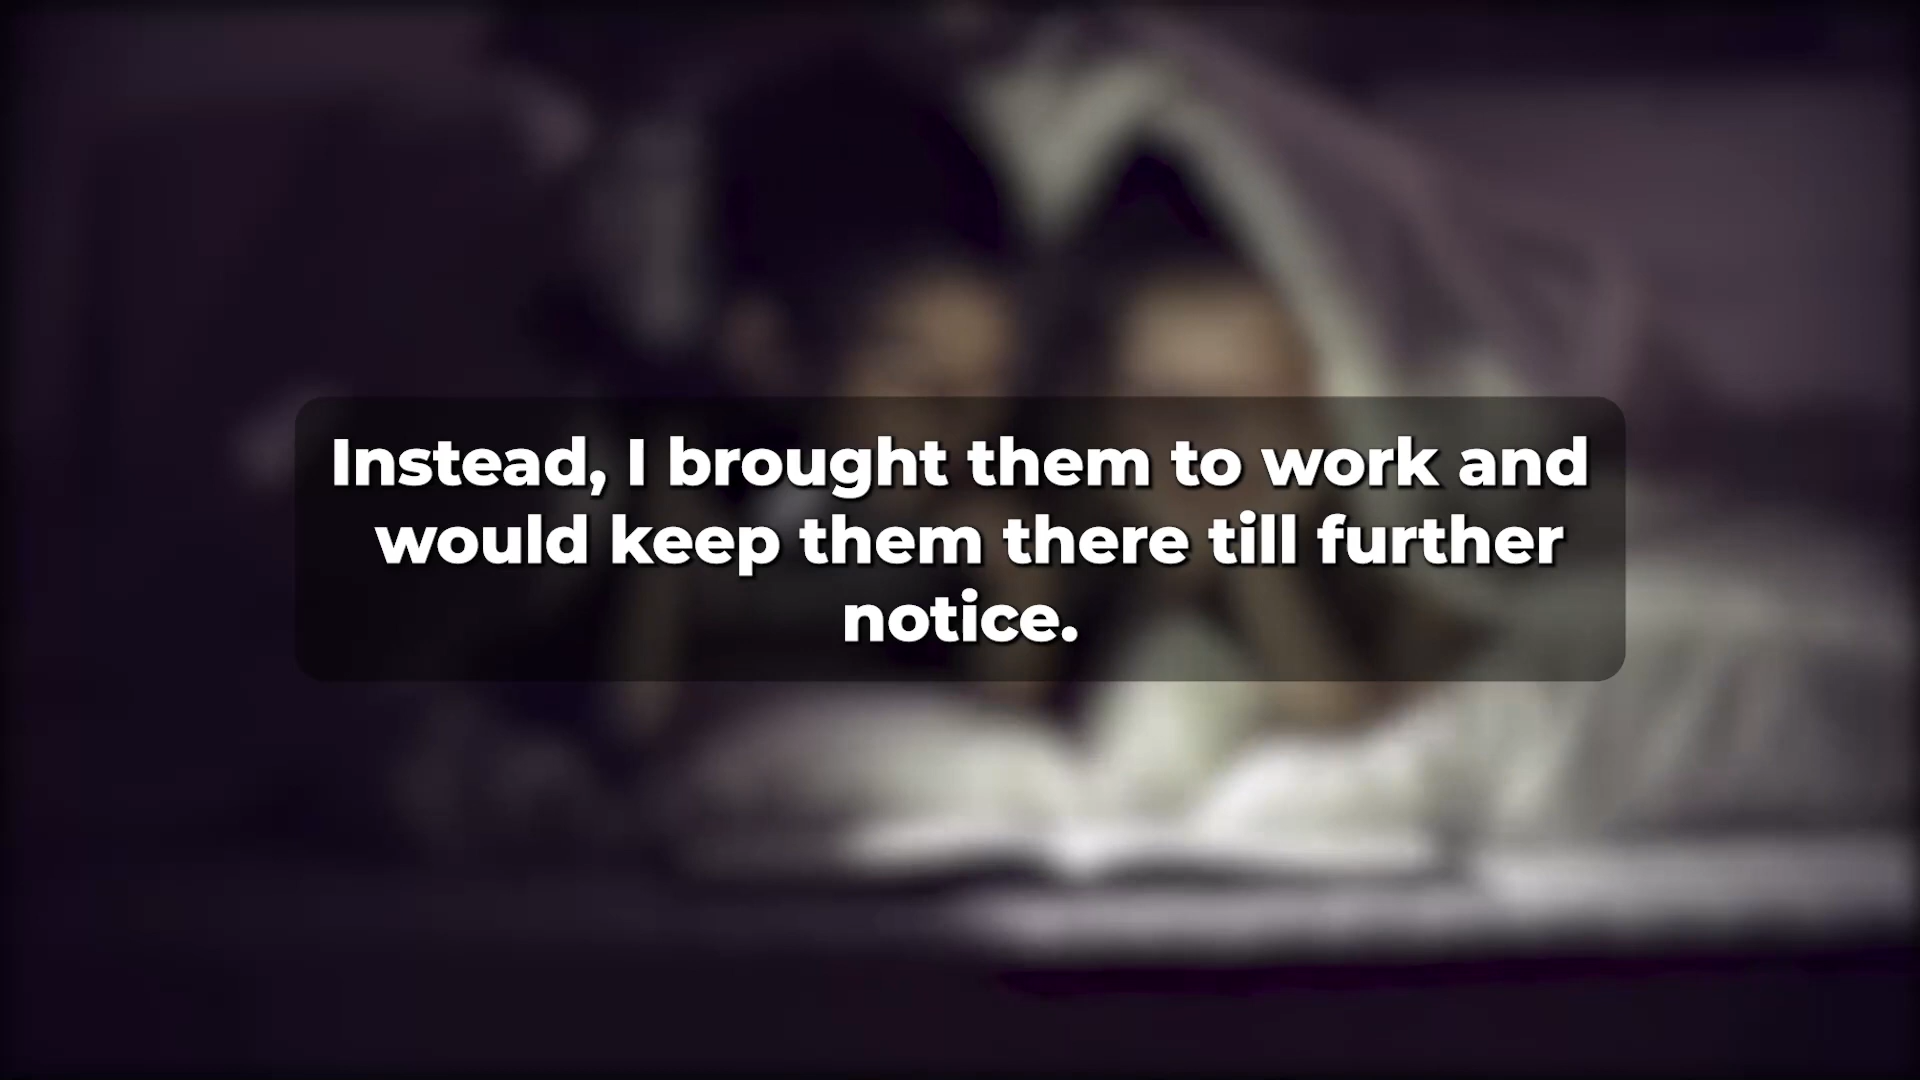 Instead, I brought them to work and
would keep them there till further
notice.